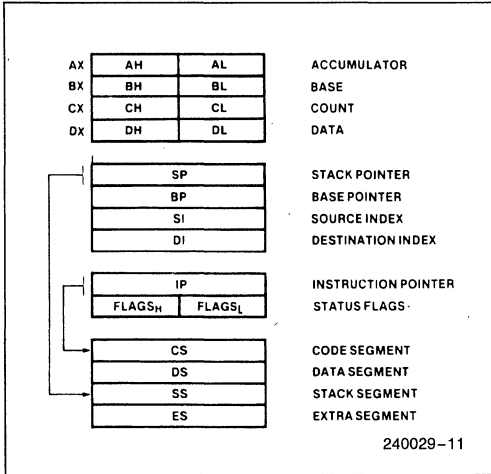 AX AH AL ACCUMULATOR
BX BH BL BASE
CX CH CL COUNT
DX DH DL DATA
SP STACK POINTER
BP BASE POINTER
SI SOURCE INDEX
DI DESTINATION INDEX
IP INSTRUCTION POINTER
FLAGSH FLAGSL STATUS FLAGS
CS CODE SEGMENT
DS DATA SEGMENT
SS STACK SEGMENT
ES EXTRA SEGMENT
240029-11